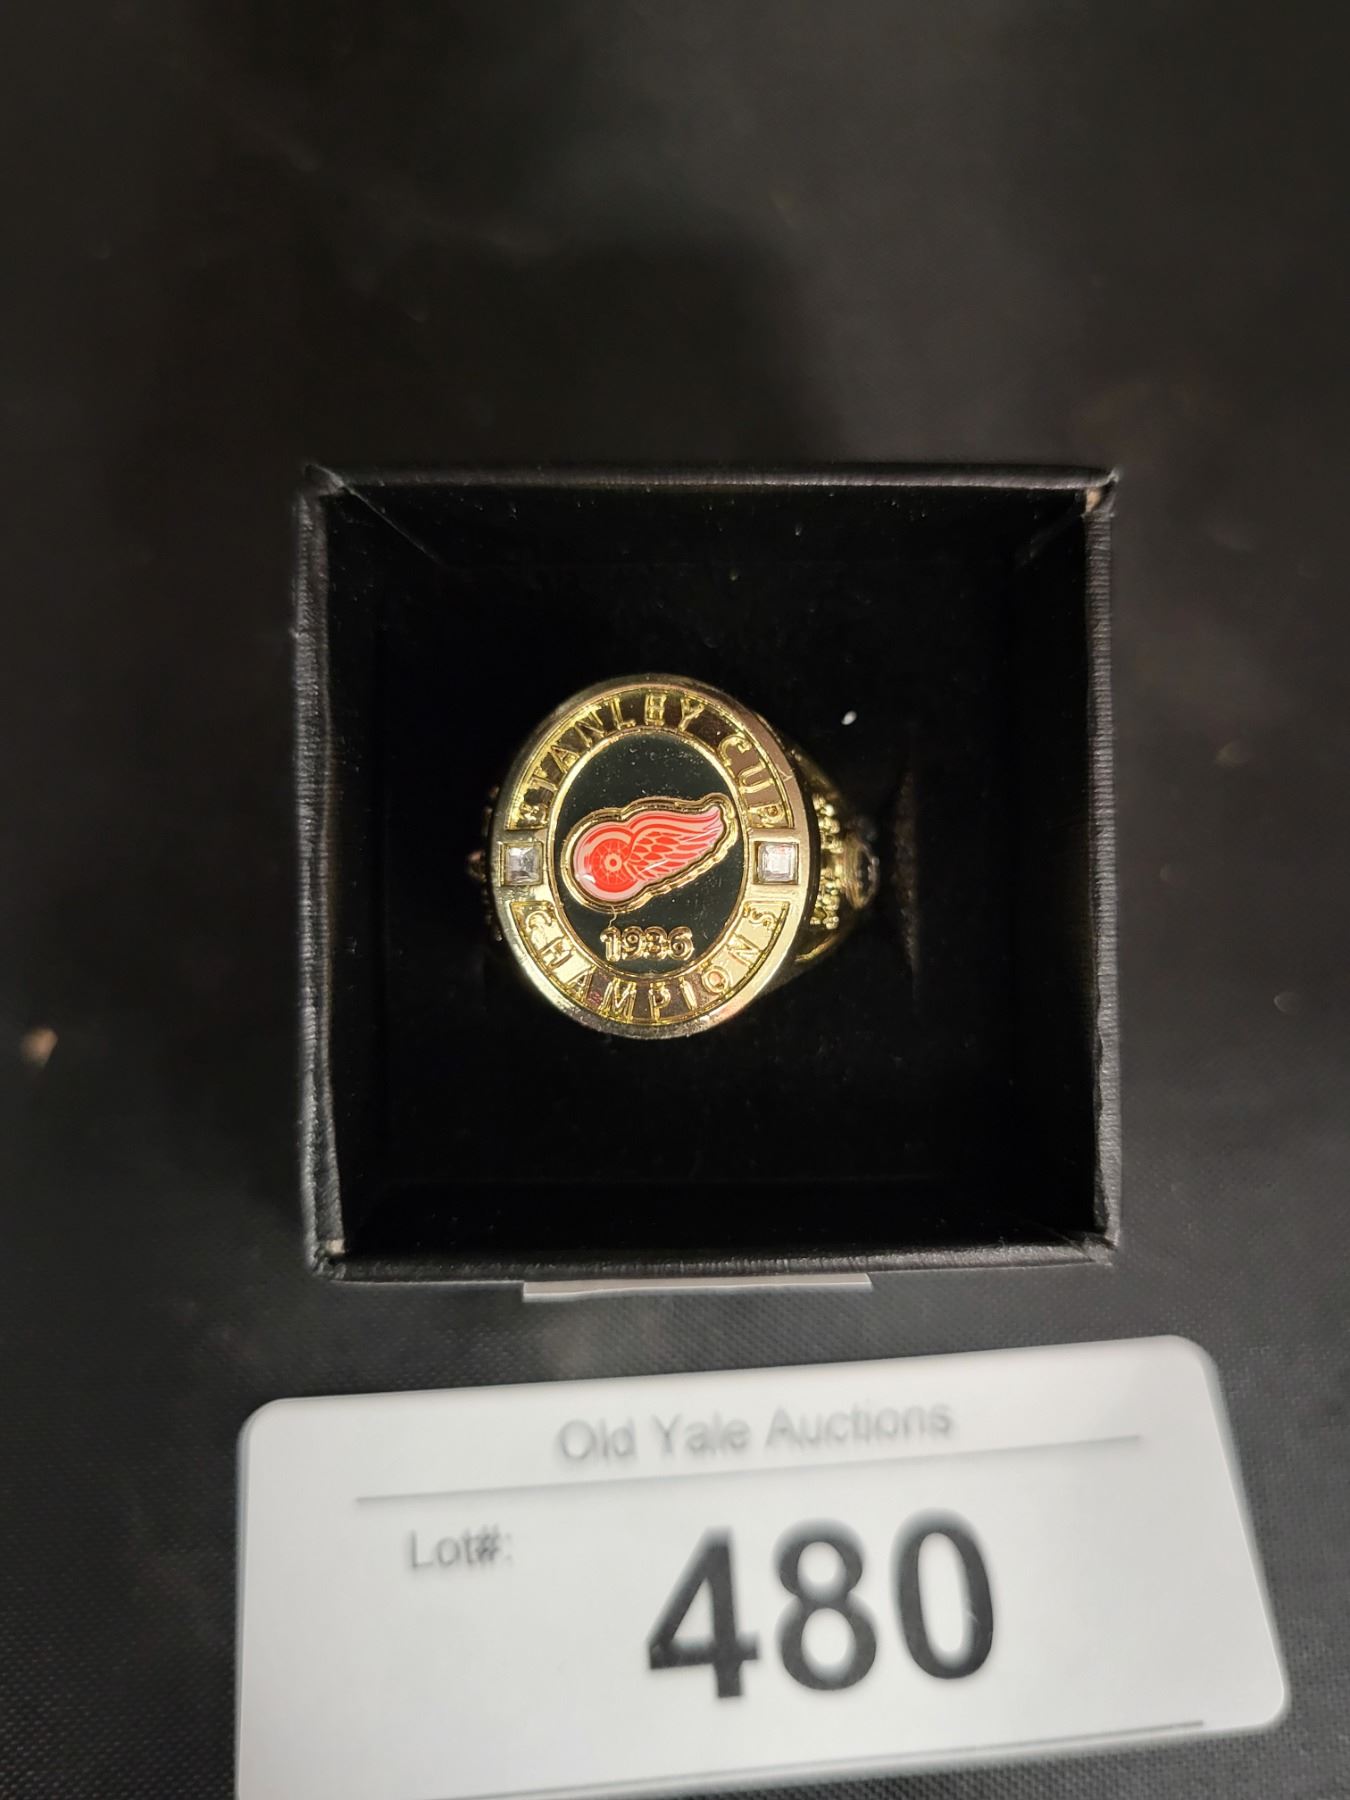 STANLEY CUP
1936
CHAMPIONS
Old Yale Auctions
Lot#:
480